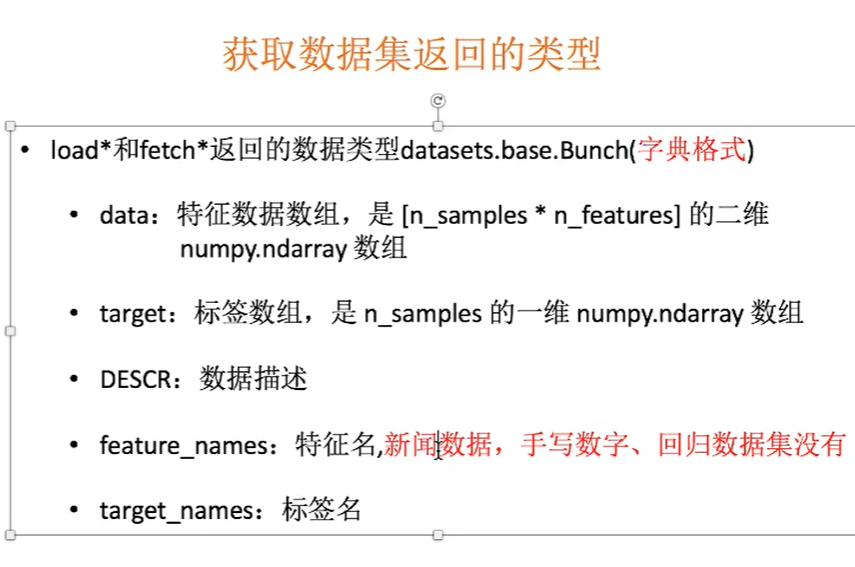 获取数据集返回的类型
• load*和fetch*返回的数据类型datasets.base.Bunch(字典格式)
• data：特征数据数组，是 [n_samples * n_features] 的二维
numpy.ndarray 数组
• target：标签数组，是 n_samples 的一维 numpy.ndarray 数组
• DESCR：数据描述
• feature_names：特征名,新闻数据，手写数字、回归数据集没有
• target_names：标签名